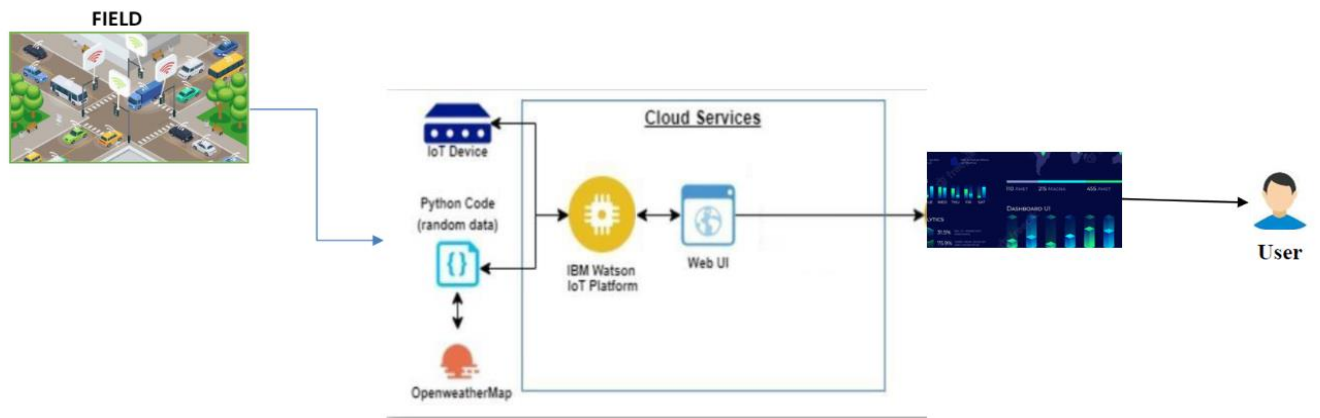 FIELD
Cloud Services
IoT Device
Python Code
(random data)
IBM Watson
IoT Platform
Web UI
OpenweatherMap
DASHBOARD UI
User